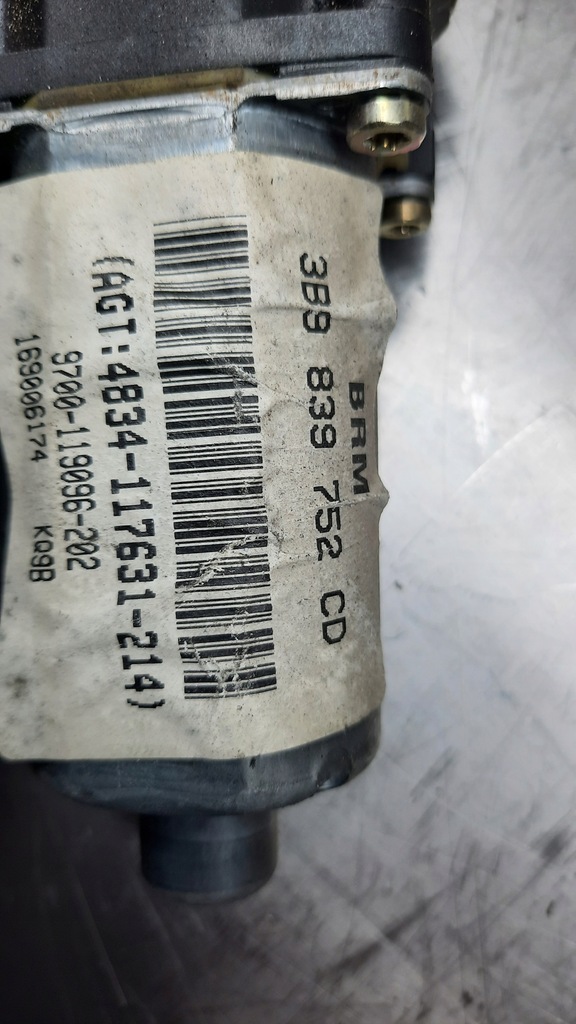 BRM
3B9 839 752 CD
(AGT:4834-117631-214)
9700-119096-202
169006174 KQ9B